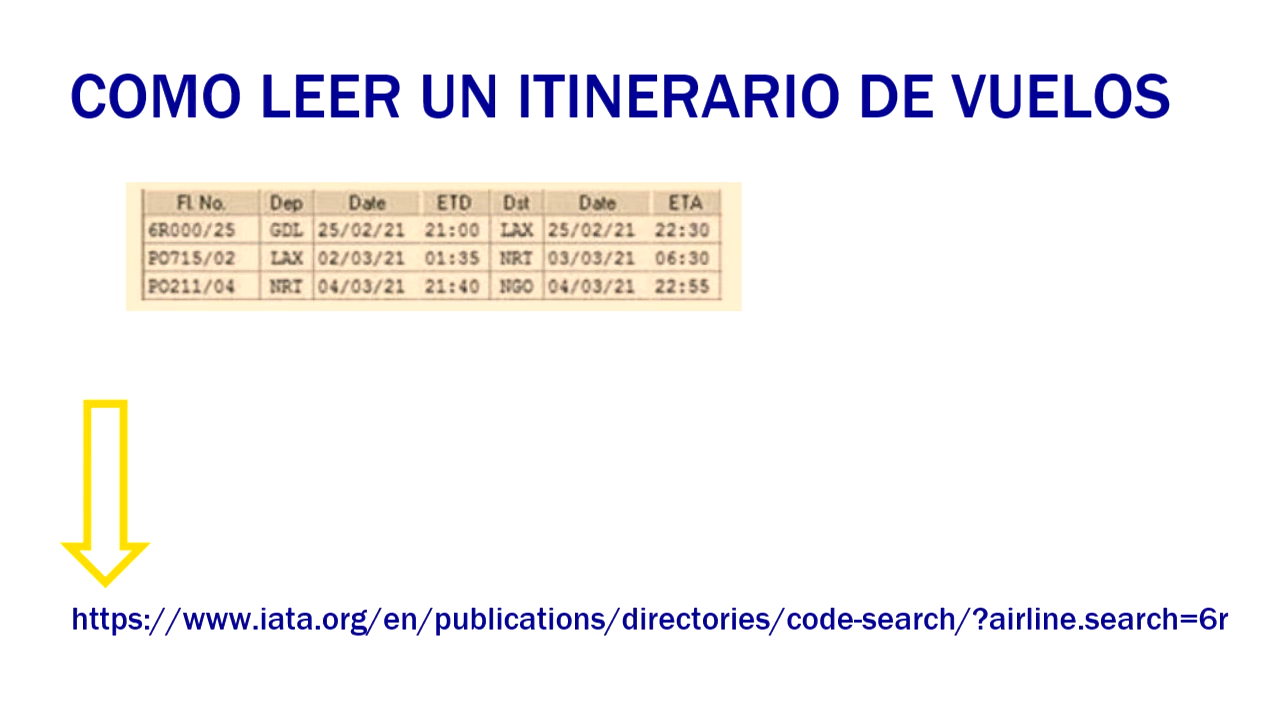 COMO LEER UN ITINERARIO DE VUELOS
Fl. No. Dep Date ETD Dst Date ETA
6R000/25 GDL 25/02/21 21:00 LAX 25/02/21 22:30
PO715/02 LAX 02/03/21 01:35 NRT 03/03/21 06:30
PO211/04 NRT 04/03/21 21:40 NGO 04/03/21 22:55
https://www.iata.org/en/publications/directories/code-search/?airline.search=6r